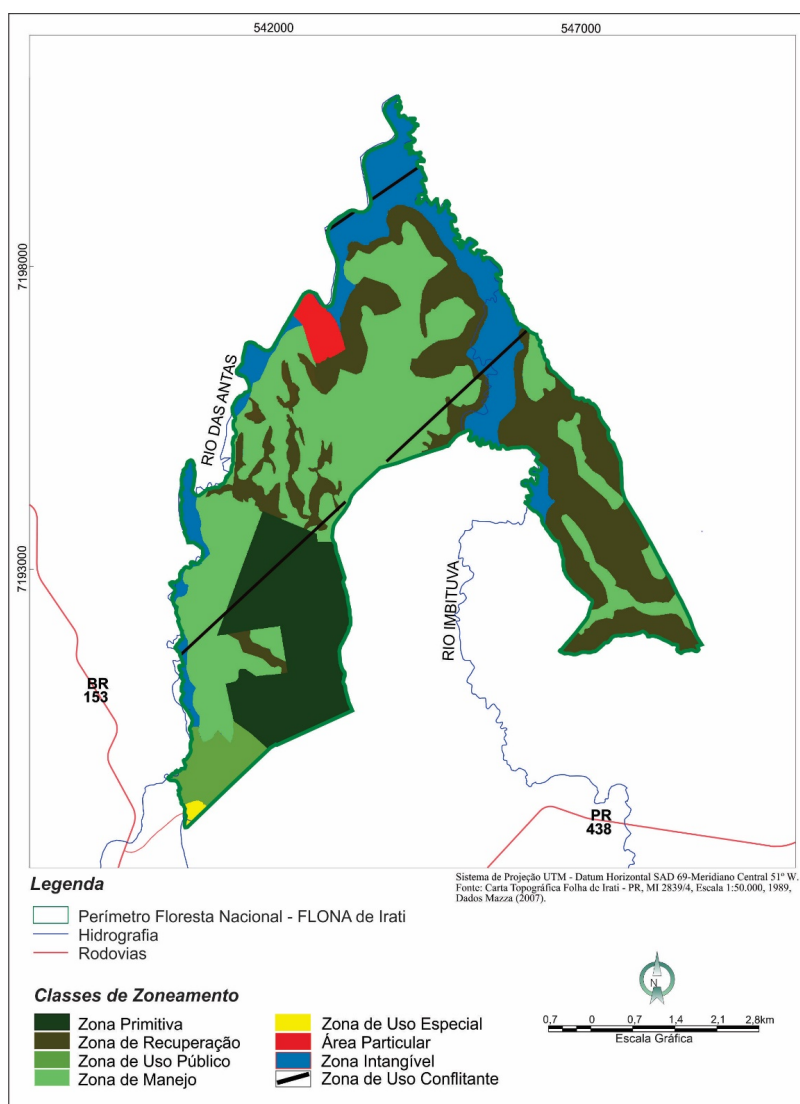 542000
547000
7198000
7193000
RIO DAS ANTAS
RIO IMBITUVA
BR
153
PR
438
Sistema de Projeção UTM - Datum Horizontal SAD 69-Meridiano Central 51º W.
Fonte: Carta Topográfica Folha de Irati - PR, MI 2839/4, Escala 1:50.000, 1989,
Dados Mazza (2007).
Legenda
Perímetro Floresta Nacional - FLONA de Irati
Hidrografia
Rodovias
Classes de Zoneamento
Zona Primitiva
Zona de Recuperação
Zona de Uso Público
Zona de Manejo
Zona de Uso Especial
Área Particular
Zona Intangível
Zona de Uso Conflitante
N
0,7 0 0,7 1,4 2,1 2,8km
Escala Gráfica